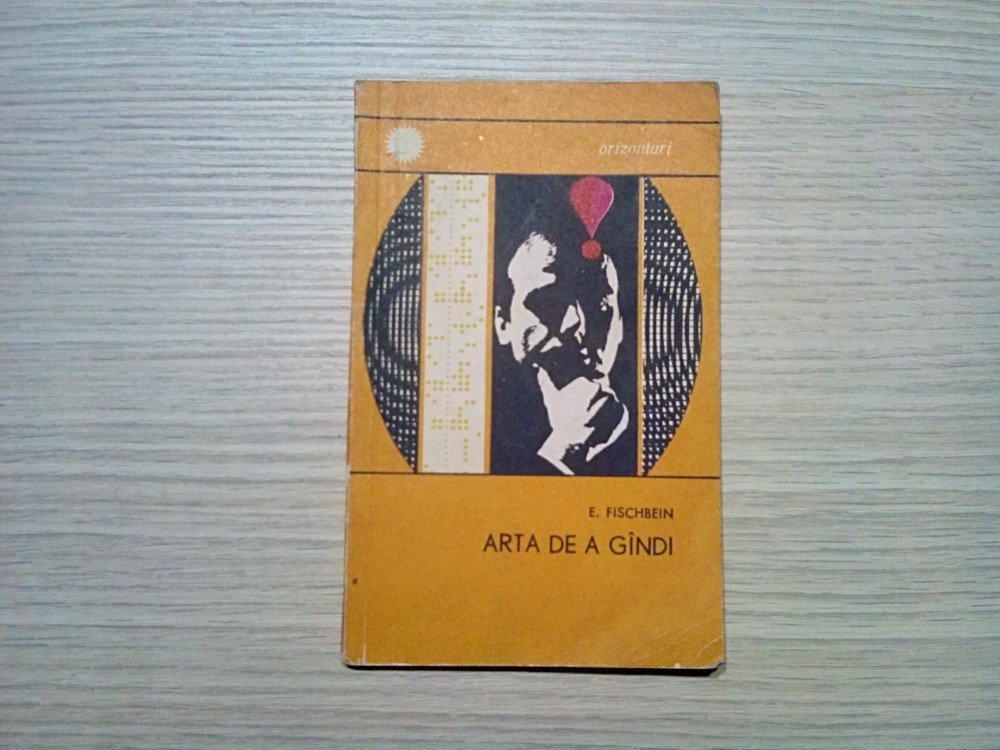 orizonturi
E. FISCHBEIN
ARTA DE A GÎNDI